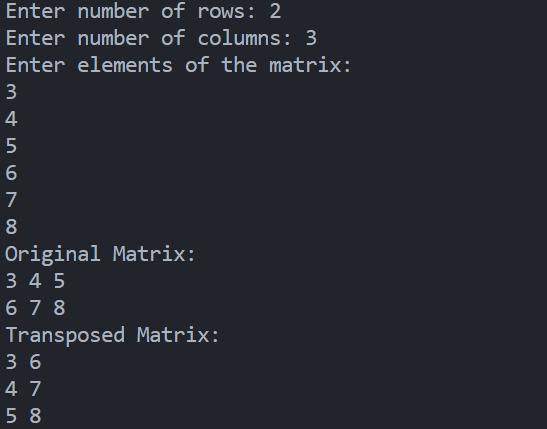 Enter number of rows: 2
Enter number of columns: 3
Enter elements of the matrix:
3
4
5
6
7
8
Original Matrix:
3 4 5
6 7 8
Transposed Matrix:
3 6
4 7
5 8